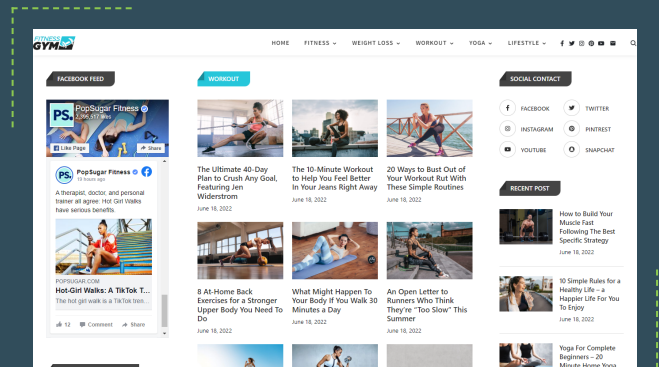 FITNESS
GYM
HOME FITNESS WEIGHT LOSS WORKOUT YOGA LIFESTYLE
FACEBOOK FEED
PS.
PopSugar Fitness
2,395,517 likes
Like Page
Share
PS.
PopSugar Fitness
10 hours ago
A therapist, doctor, and personal
trainer all agree: Hot Girl Walks
have serious benefits.
POPSUGAR.COM
Hot-Girl Walks: A TikTok T...
The hot girl walk is a TikTok tren...
12 Comment Share
WORKOUT
The Ultimate 40-Day
Plan to Crush Any Goal,
Featuring Jen
Widerstrom
June 18, 2022
The 10-Minute Workout
to Help You Feel Better
In Your Jeans Right Away
June 18, 2022
20 Ways to Bust Out of
Your Workout Rut With
These Simple Routines
June 18, 2022
8 At-Home Back
Exercises for a Stronger
Upper Body You Need To
Do
June 18, 2022
What Might Happen To
Your Body If You Walk 30
Minutes a Day
June 18, 2022
An Open Letter to
Runners Who Think
They're "Too Slow" This
Summer
June 18, 2022
SOCIAL CONTACT
FACEBOOK
TWITTER
INSTAGRAM
PINTREST
YOUTUBE
SNAPCHAT
RECENT POST
How to Build Your
Muscle Fast
Following The Best
Specific Strategy
June 18, 2022
10 Simple Rules for a
Healthy Life – a
Happier Life For You
To Enjoy
June 18, 2022
Yoga For Complete
Beginners – 20
Minute Home Yoga